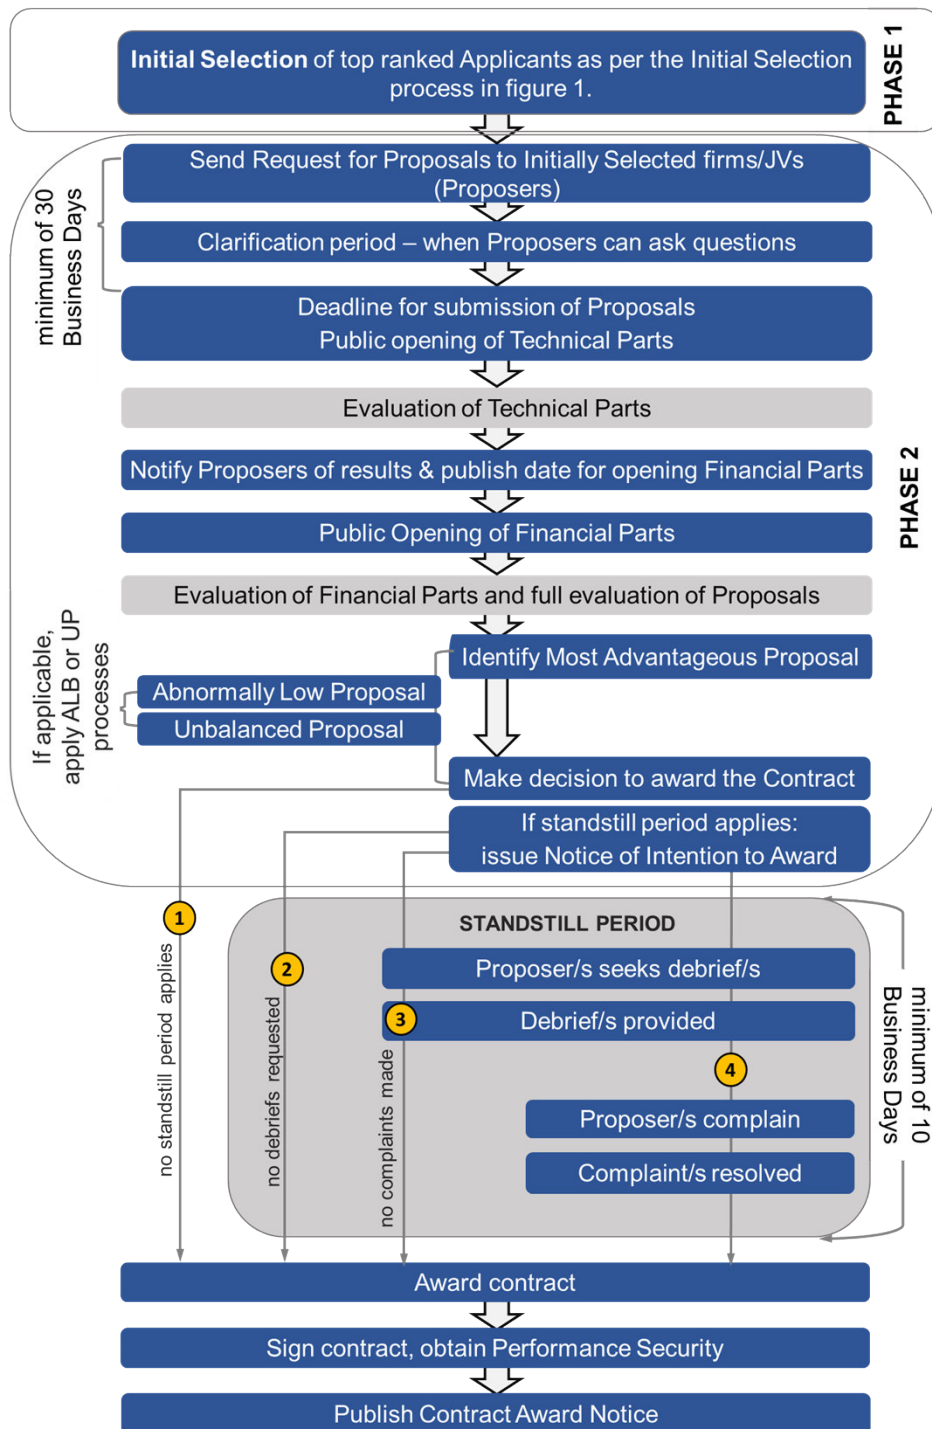 Initial Selection of top ranked Applicants as per the Initial Selection
process in figure 1.
PHASE 1
Send Request for Proposals to Initially Selected firms/JVs
(Proposers)
minimum of 30
Business Days
Clarification period – when Proposers can ask questions
Deadline for submission of Proposals
Public opening of Technical Parts
Evaluation of Technical Parts
Notify Proposers of results & publish date for opening Financial Parts
PHASE 2
Public Opening of Financial Parts
Evaluation of Financial Parts and full evaluation of Proposals
Identify Most Advantageous Proposal
If applicable,
apply ALB or UP
processes
Abnormally Low Proposal
Unbalanced Proposal
Make decision to award the Contract
If standstill period applies:
issue Notice of Intention to Award
1
no standstill period applies
STANDSTILL PERIOD
2
no debriefs requested
Proposer/s seeks debrief/s
3
no complaints made
Debrief/s provided
4
Proposer/s complain
Complaint/s resolved
minimum of 10
Business Days
Award contract
Sign contract, obtain Performance Security
Publish Contract Award Notice